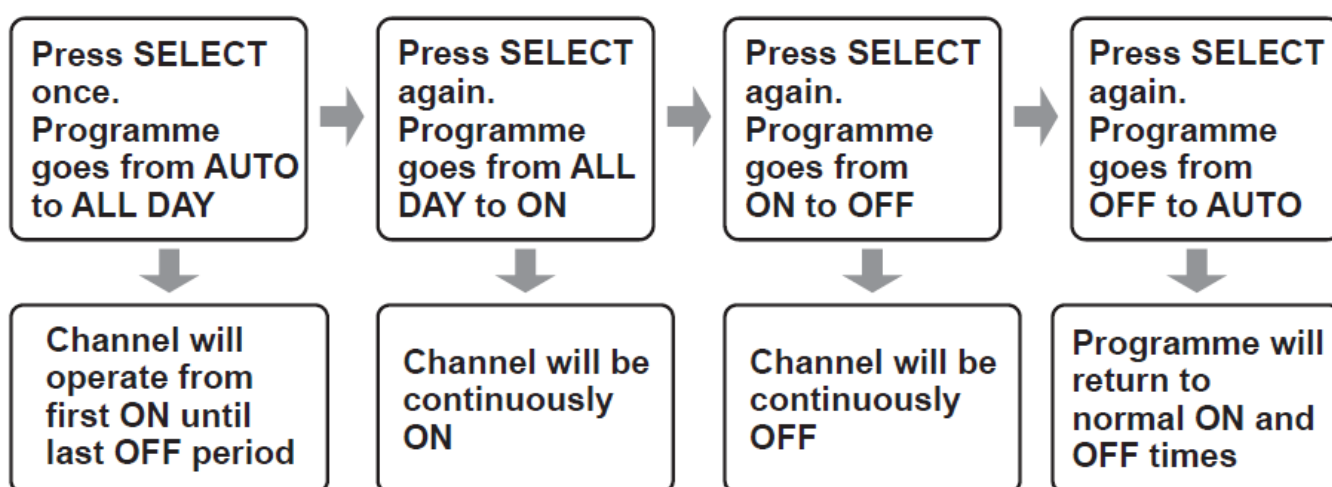 Press SELECT
once.
Programme
goes from AUTO
to ALL DAY
Press SELECT
again.
Programme
goes from ALL
DAY to ON
Press SELECT
again.
Programme
goes from
ON to OFF
Press SELECT
again.
Programme
goes from
OFF to AUTO
Channel will
operate from
first ON until
last OFF period
Channel will be
continuously
ON
Channel will be
continuously
OFF
Programme will
return to
normal ON and
OFF times